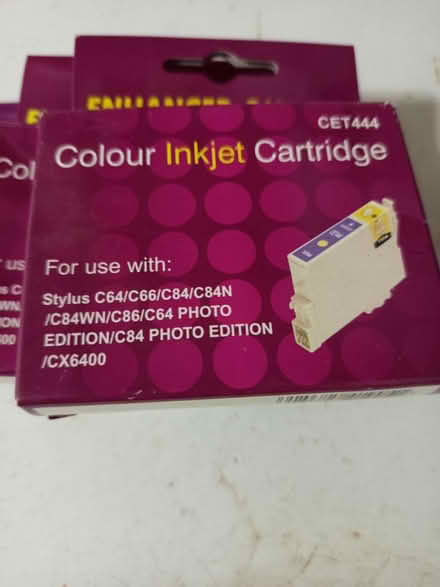 ENHANCED
CET444
Colour Inkjet Cartridge
For use with:
Stylus C64/C66/C84/C84N
/C84WN/C86/C64 PHOTO
EDITION/C84 PHOTO EDITION
/CX6400